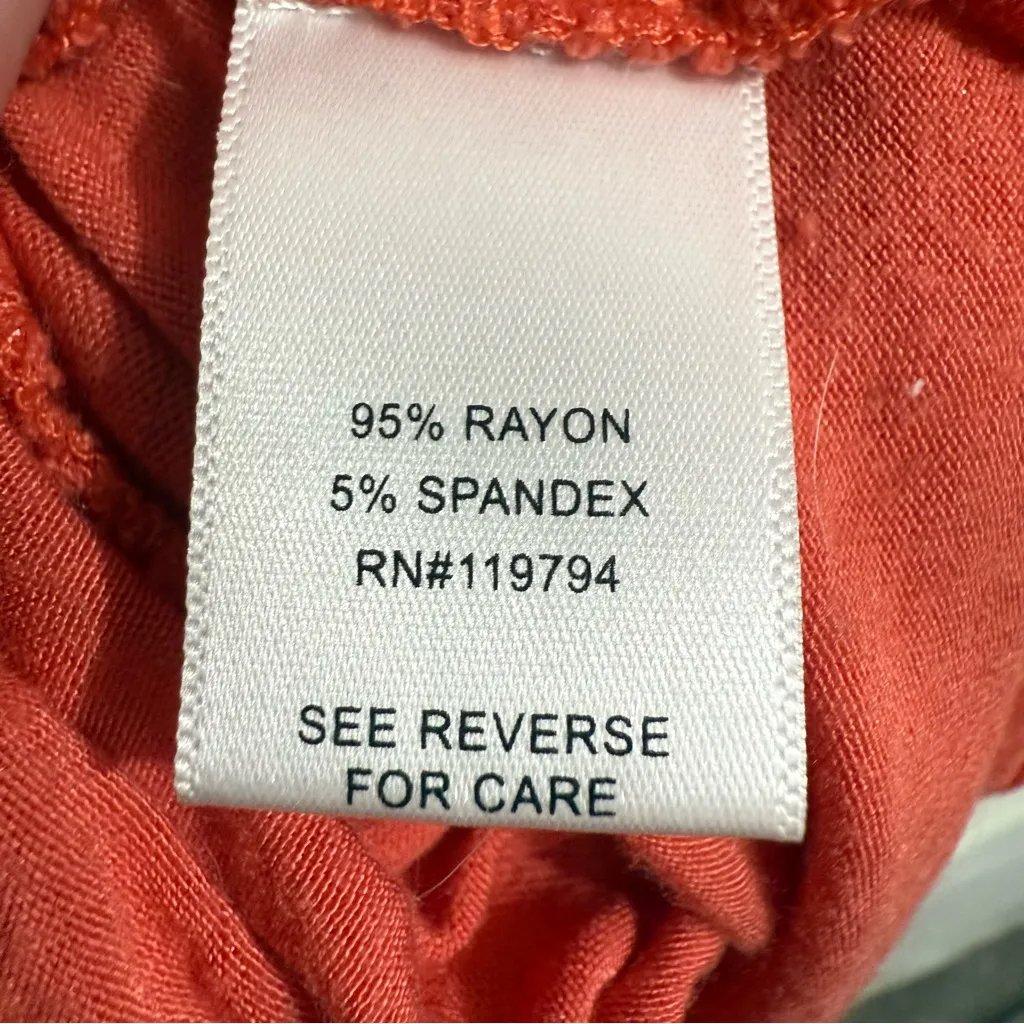 95% RAYON
5% SPANDEX
RN#119794
SEE REVERSE
FOR CARE